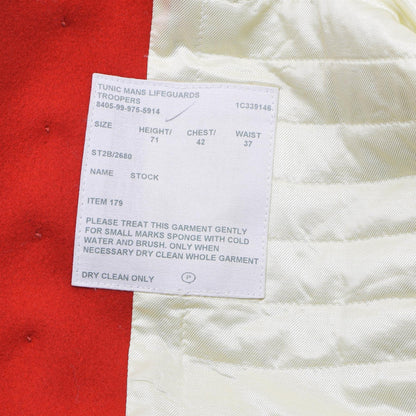 TUNIC MANS LIFEGUARDS
TROOPERS
8405-99-975-5914 1C339146
SIZE HEIGHT/ CHEST/ WAIST
71 42 37
ST2B/2680
NAME STOCK
ITEM 179
PLEASE TREAT THIS GARMENT GENTLY
FOR SMALL MARKS SPONGE WITH COLD
WATER AND BRUSH. ONLY WHEN
NECESSARY DRY CLEAN WHOLE GARMENT
DRY CLEAN ONLY P